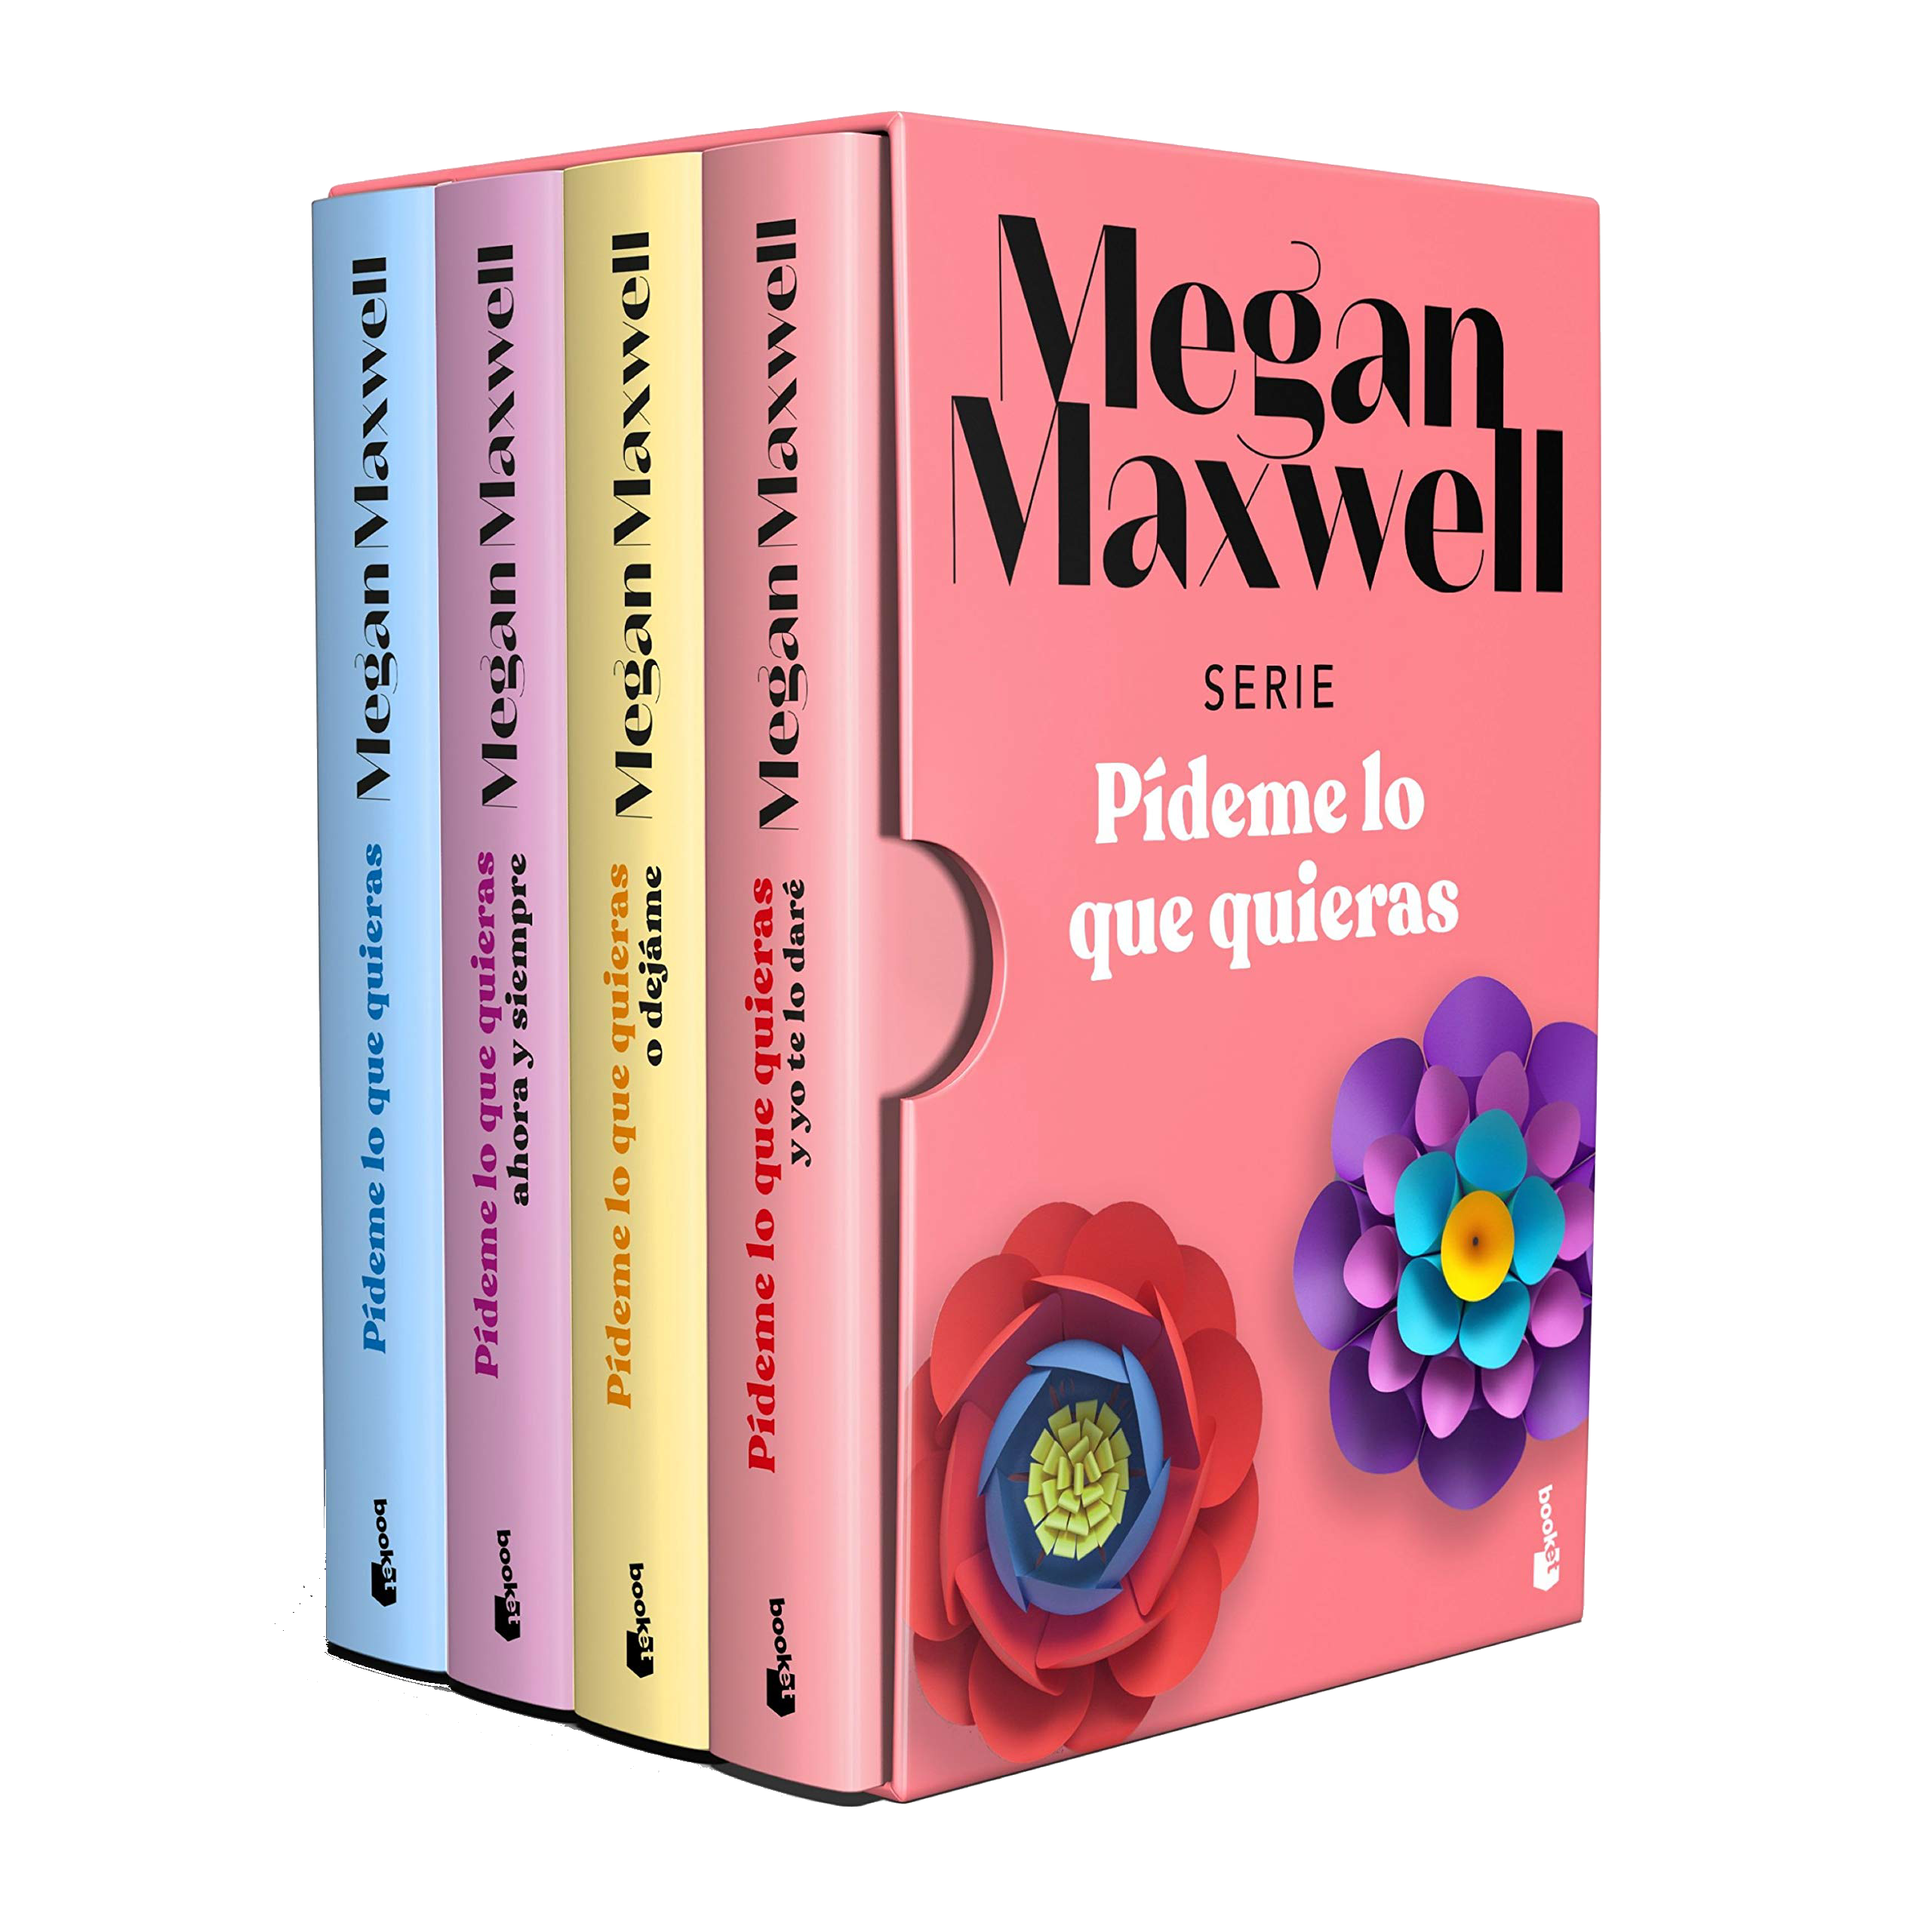 Megan Maxwell
Pídeme lo que quieras
booket
Megan Maxwell
Pídeme lo que quieras
ahora y siempre
booket
Megan Maxwell
Pídeme lo que quieras
o dejáme
booket
Megan Maxwell
Pídeme lo que quieras
y yo te lo daré
booket
Megan
Maxwell
SERIE
Pídeme lo
que quieras
booket